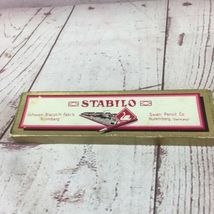 STABILO
Schwan-Bleistift-Fabrik
Nürnberg
Swan Pencil Co.
Nuremberg (Germany)